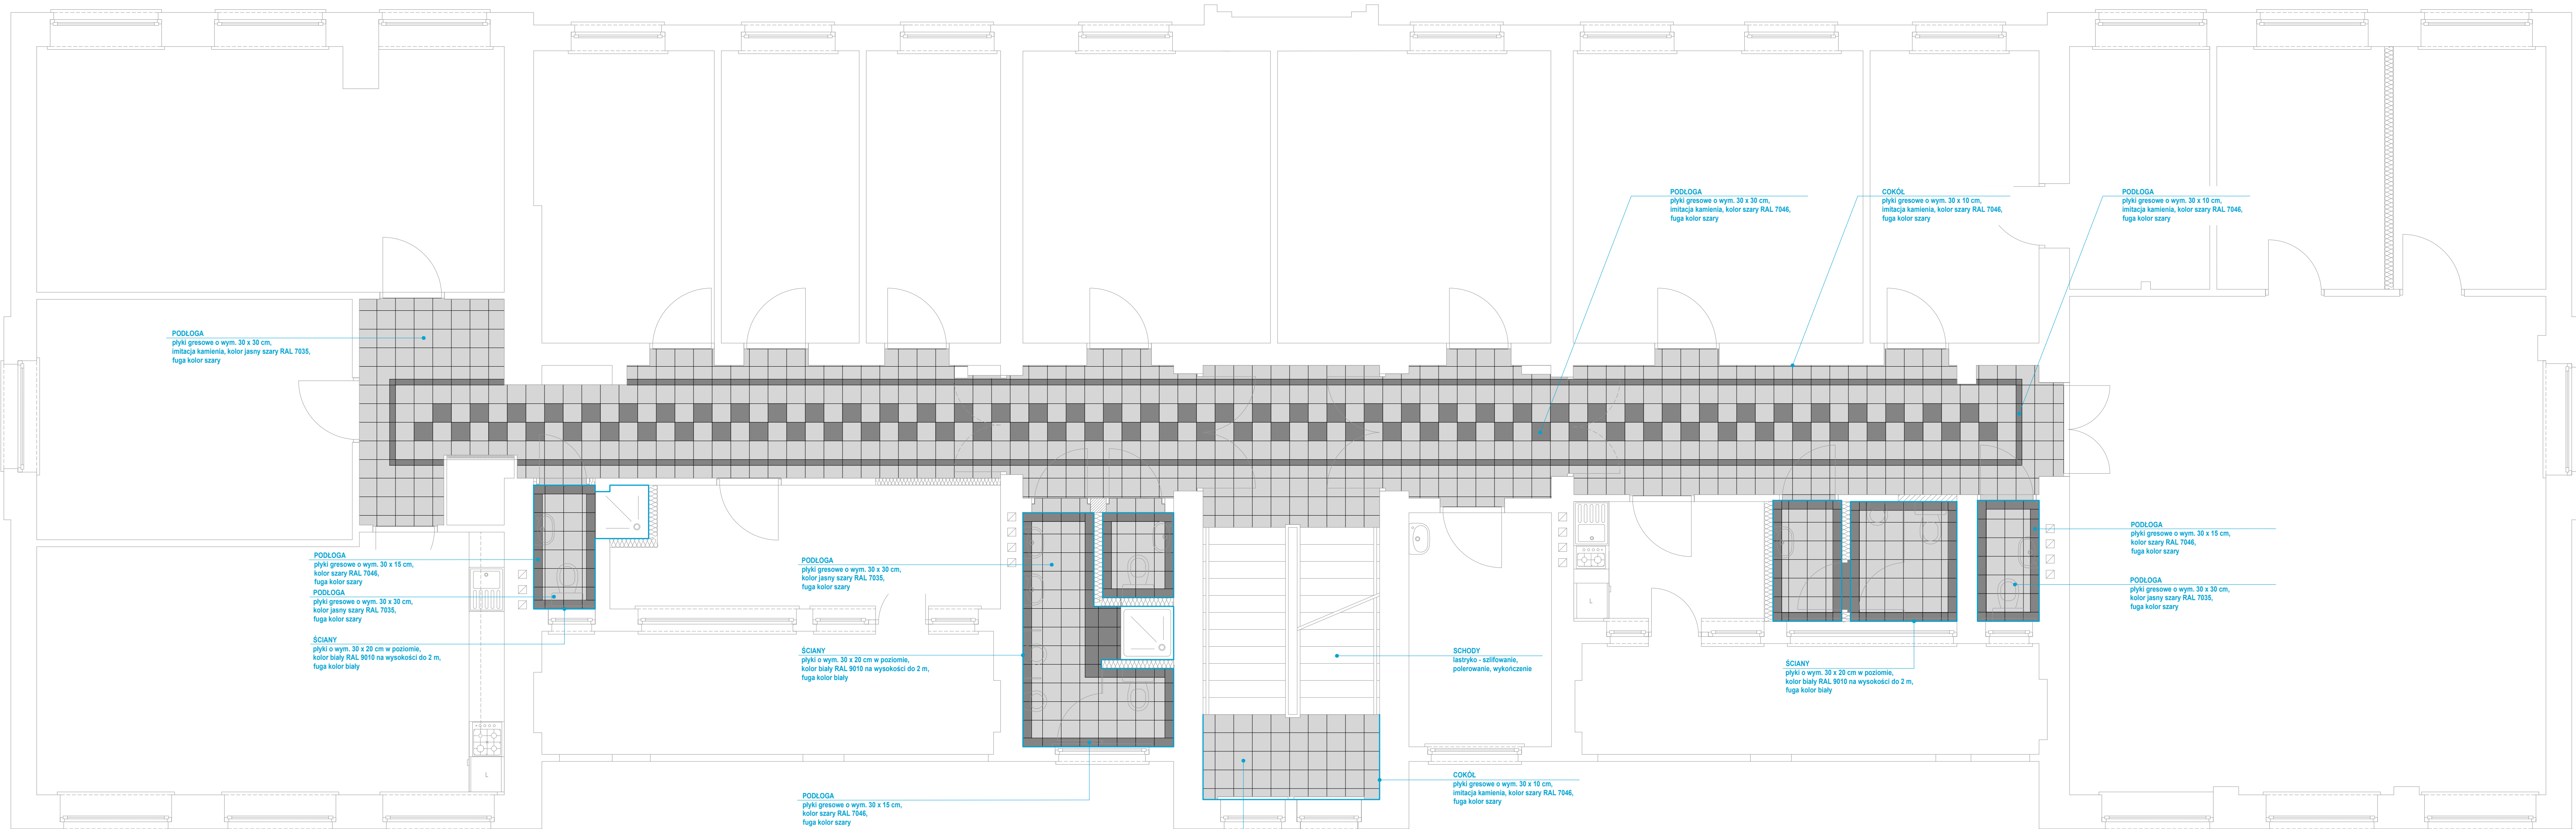 PODŁOGA
płyki gresowe o wym. 30 x 30 cm,
imitacja kamienia, kolor szary RAL 7046,
fuga kolor szary
COKÓŁ
płyki gresowe o wym. 30 x 10 cm,
imitacja kamienia, kolor szary RAL 7046,
fuga kolor szary
PODŁOGA
płyki gresowe o wym. 30 x 10 cm,
imitacja kamienia, kolor szary RAL 7046,
fuga kolor szary
PODŁOGA
płyki gresowe o wym. 30 x 30 cm,
imitacja kamienia, kolor jasny szary RAL 7035,
fuga kolor szary
PODŁOGA
płyki gresowe o wym. 30 x 15 cm,
kolor szary RAL 7046,
fuga kolor szary
PODŁOGA
płyki gresowe o wym. 30 x 30 cm,
kolor jasny szary RAL 7035,
fuga kolor szary
ŚCIANY
płyki o wym. 30 x 20 cm w poziomie,
kolor biały RAL 9010 na wysokości do 2 m,
fuga kolor biały
L
PODŁOGA
płyki gresowe o wym. 30 x 30 cm,
kolor jasny szary RAL 7035,
fuga kolor szary
ŚCIANY
płyki o wym. 30 x 20 cm w poziomie,
kolor biały RAL 9010 na wysokości do 2 m,
fuga kolor biały
PODŁOGA
płyki gresowe o wym. 30 x 15 cm,
kolor szary RAL 7046,
fuga kolor szary
SCHODY
lastryko - szlifowanie,
polerowanie, wykończenie
COKÓŁ
płyki gresowe o wym. 30 x 10 cm,
imitacja kamienia, kolor szary RAL 7046,
fuga kolor szary
L
ŚCIANY
płyki o wym. 30 x 20 cm w poziomie,
kolor biały RAL 9010 na wysokości do 2 m,
fuga kolor biały
PODŁOGA
płyki gresowe o wym. 30 x 15 cm,
kolor szary RAL 7046,
fuga kolor szary
PODŁOGA
płyki gresowe o wym. 30 x 30 cm,
kolor jasny szary RAL 7035,
fuga kolor szary